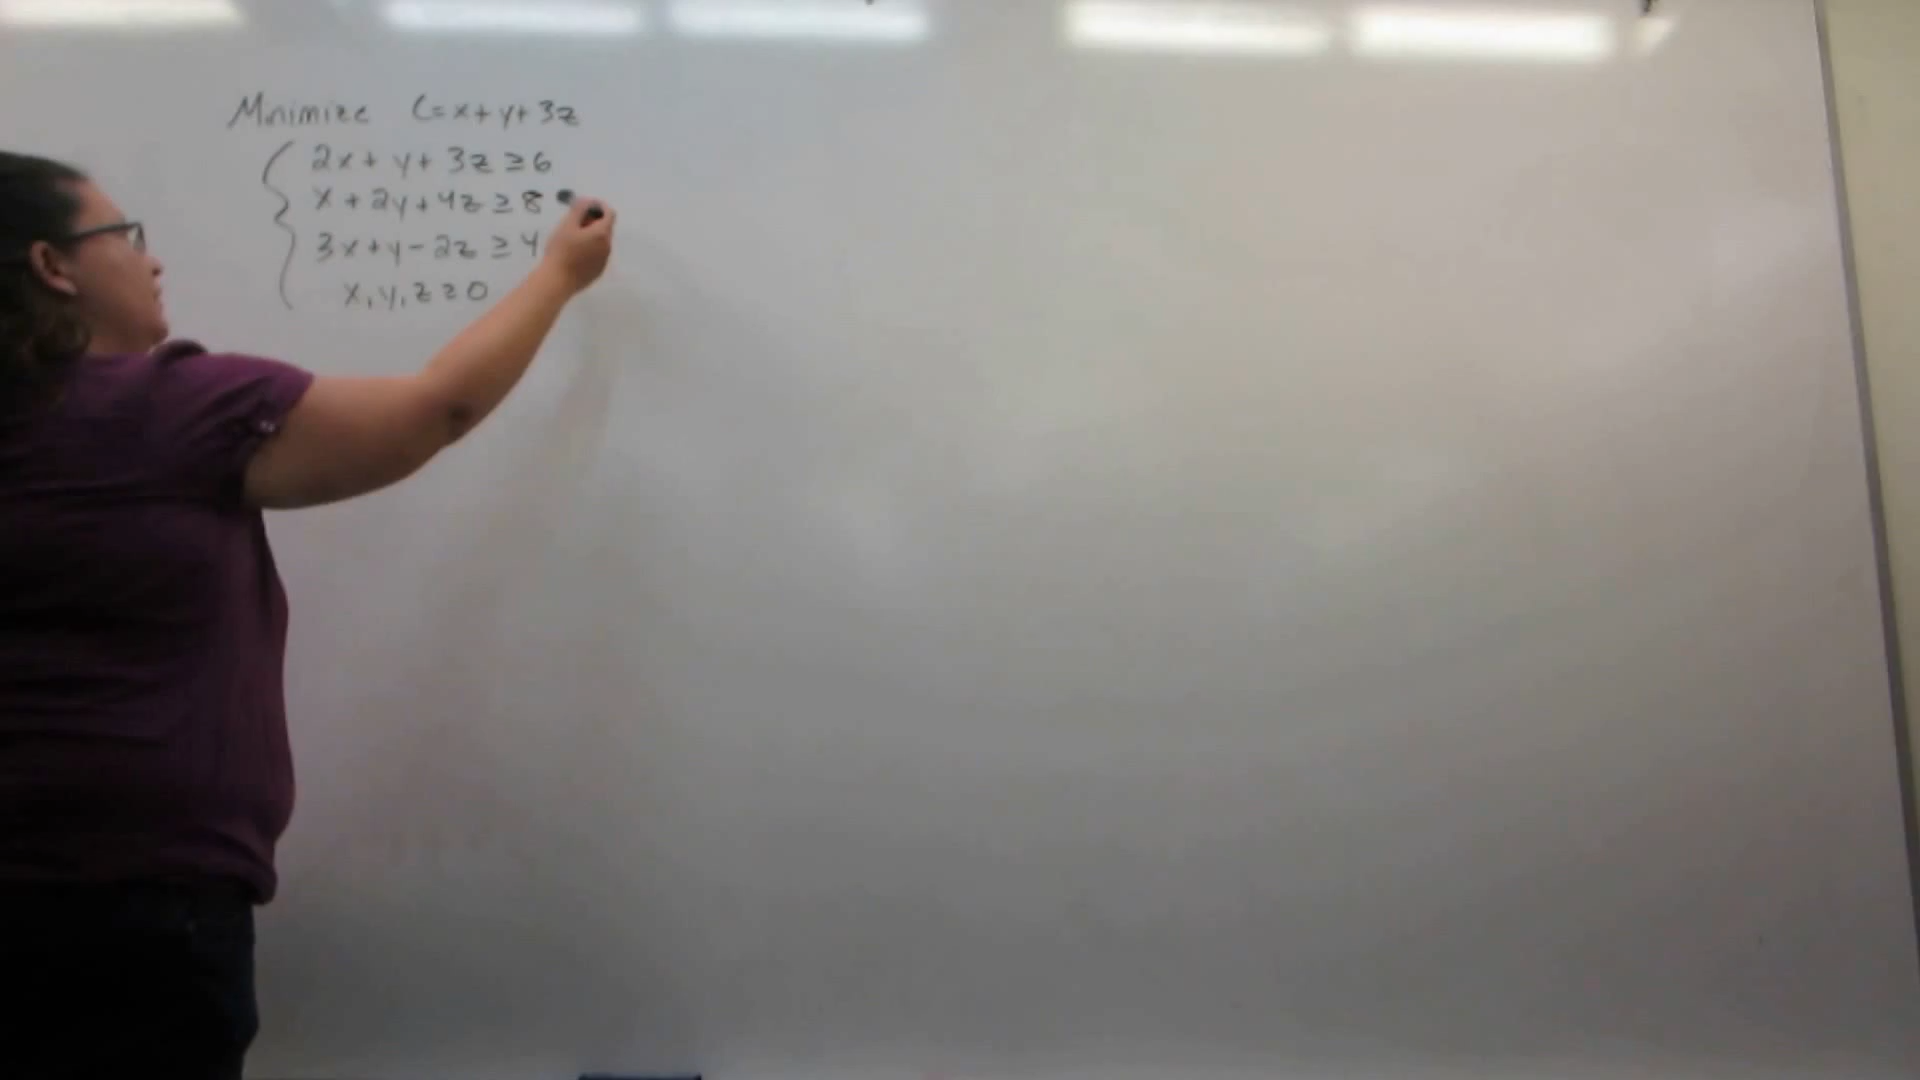 Minimize C=x+y+3z
2x+y+3z≥6
x+2y+4z≥8
3x+y-2z≥4
x,y,z≥0